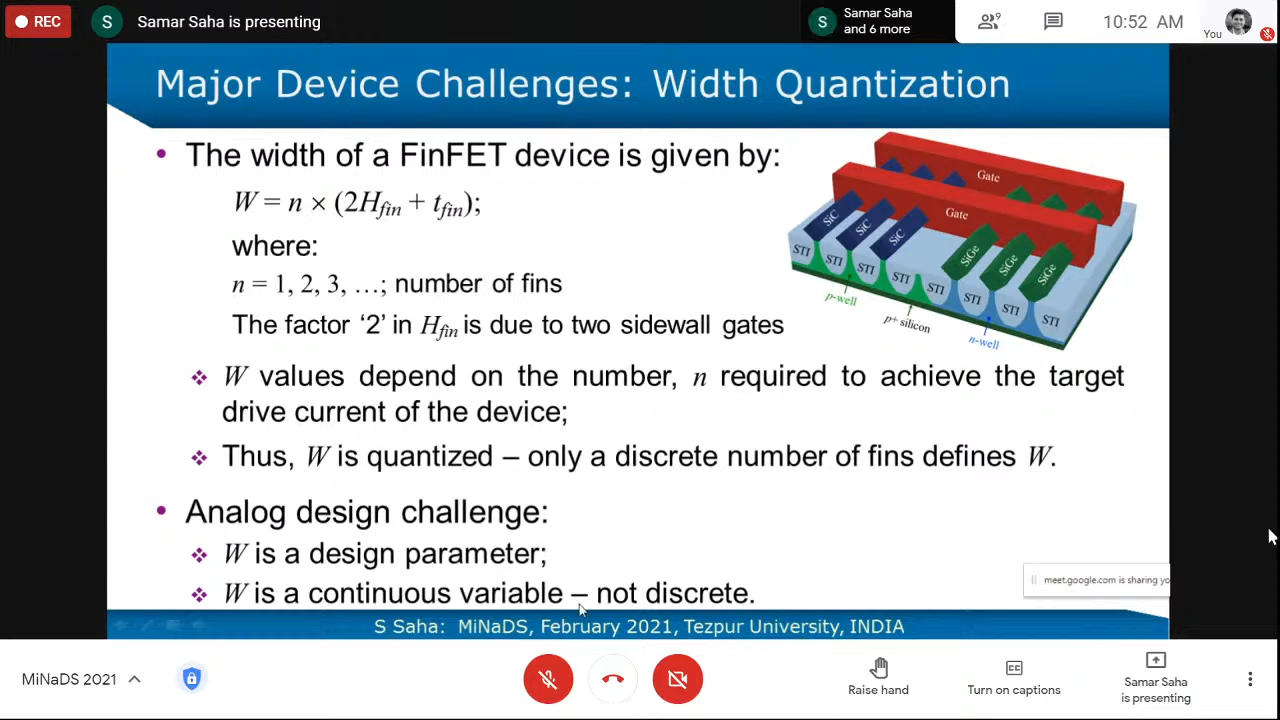 REC
S
Samar Saha is presenting
S
Samar Saha
and 6 more
9
10:52 AM
You
Major Device Challenges: Width Quantization
• The width of a FinFET device is given by:
W = n × (2Hfin + tfin);
where:
n = 1, 2, 3, …; number of fins
The factor ‘2’ in Hfin is due to two sidewall gates
Gate
Gate
SiC
SiC
SiC
SiGe
SiGe
SiGe
STI
STI
STI
STI
STI
STI
STI
STI
p-well
p+ silicon
n-well
❖ W values depend on the number, n required to achieve the target
drive current of the device;
❖ Thus, W is quantized – only a discrete number of fins defines W.
• Analog design challenge:
❖ W is a design parameter;
❖ W is a continuous variable – not discrete.
meet.google.com is sharing yo
S Saha: MiNaDS, February 2021, Tezpur University, INDIA
MiNaDS 2021
Raise hand
CC
Turn on captions
Samar Saha
is presenting